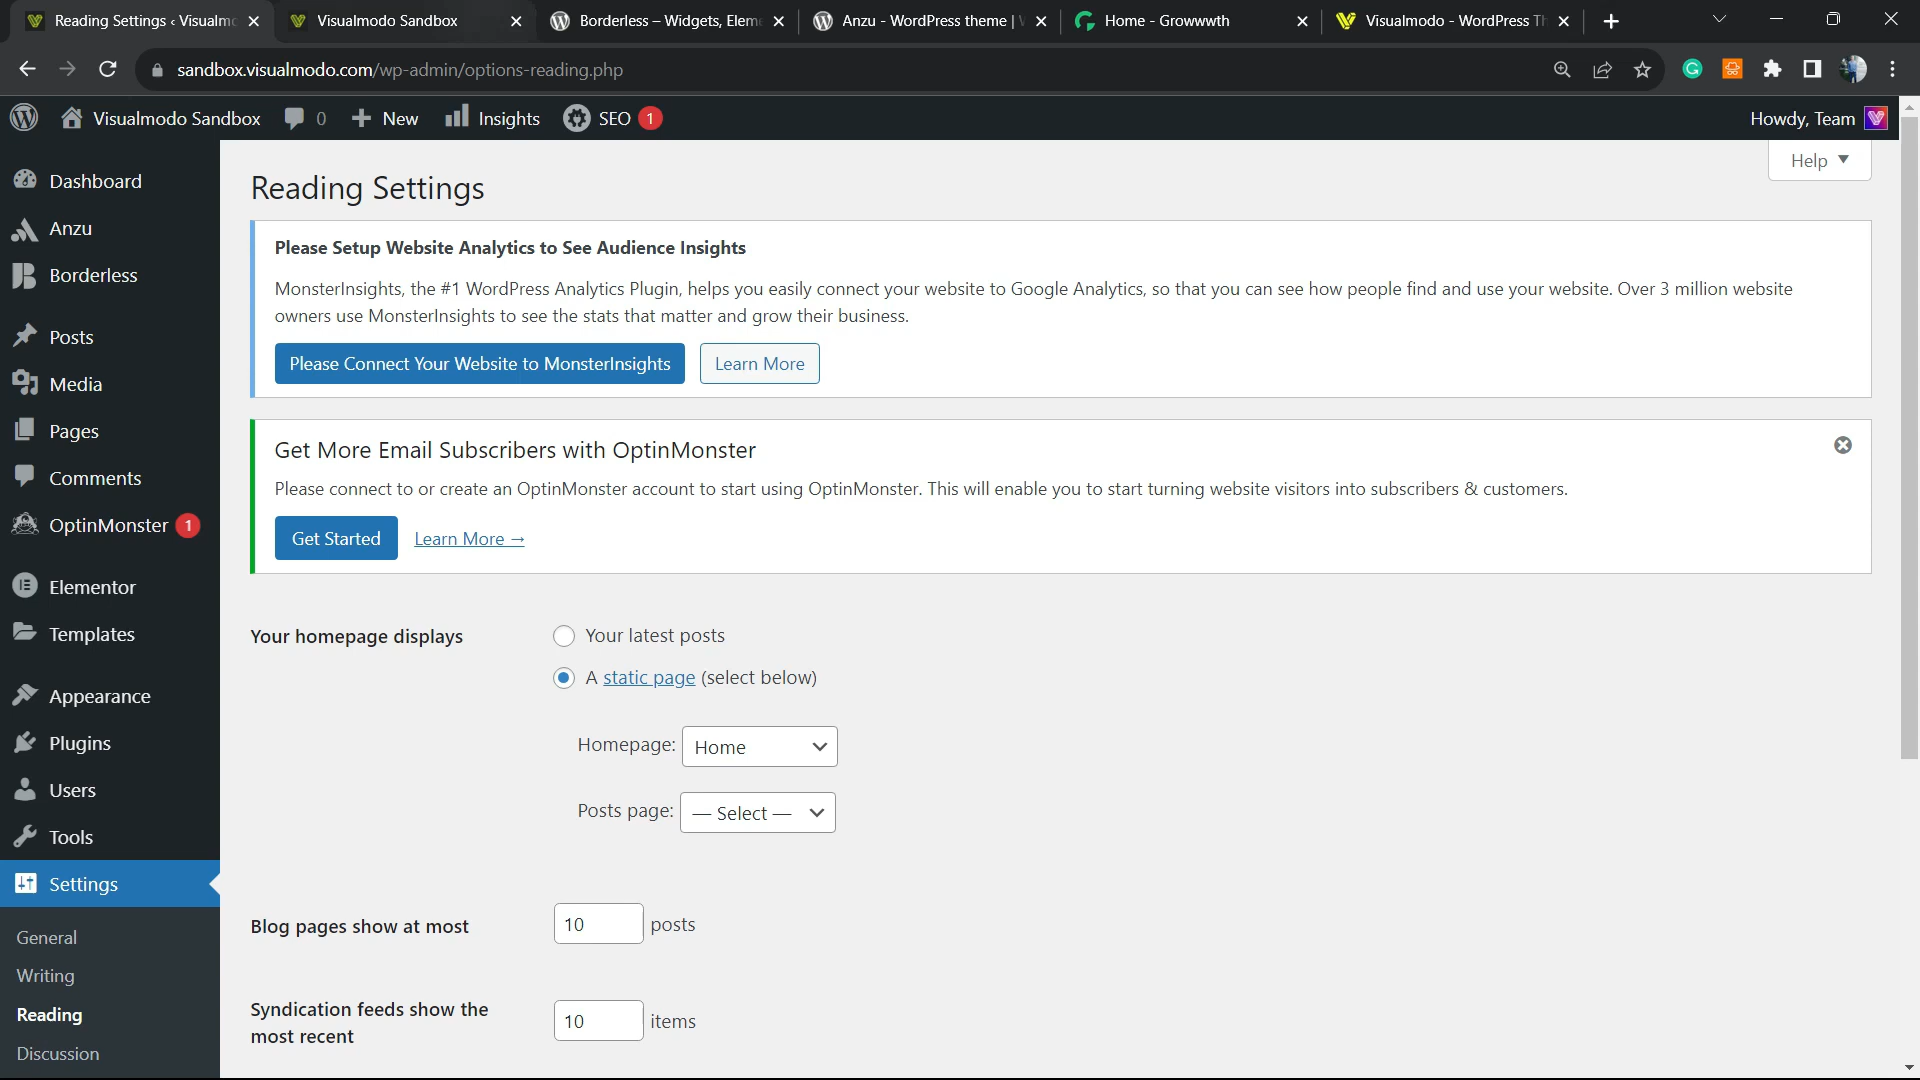 Reading Settings ‹ Visualmo
Visualmodo Sandbox
Borderless – Widgets, Elem
Anzu - WordPress theme |
Home - Growwwth
Visualmodo - WordPress Th
sandbox.visualmodo.com/wp-admin/options-reading.php
Visualmodo Sandbox
0
New
Insights
SEO
1
Howdy, Team
Help
Dashboard
Anzu
Borderless
Posts
Media
Pages
Comments
OptinMonster 1
Elementor
Templates
Appearance
Plugins
Users
Tools
Settings
General
Writing
Reading
Discussion
Reading Settings
Please Setup Website Analytics to See Audience Insights
MonsterInsights, the #1 WordPress Analytics Plugin, helps you easily connect your website to Google Analytics, so that you can see how people find and use your website. Over 3 million website
owners use MonsterInsights to see the stats that matter and grow their business.
Please Connect Your Website to MonsterInsights
Learn More
Get More Email Subscribers with OptinMonster
Please connect to or create an OptinMonster account to start using OptinMonster. This will enable you to start turning website visitors into subscribers & customers.
Get Started
Learn More →
Your homepage displays
Your latest posts
A static page (select below)
Homepage: Home
Posts page: — Select —
Blog pages show at most
10 posts
Syndication feeds show the
most recent
10 items